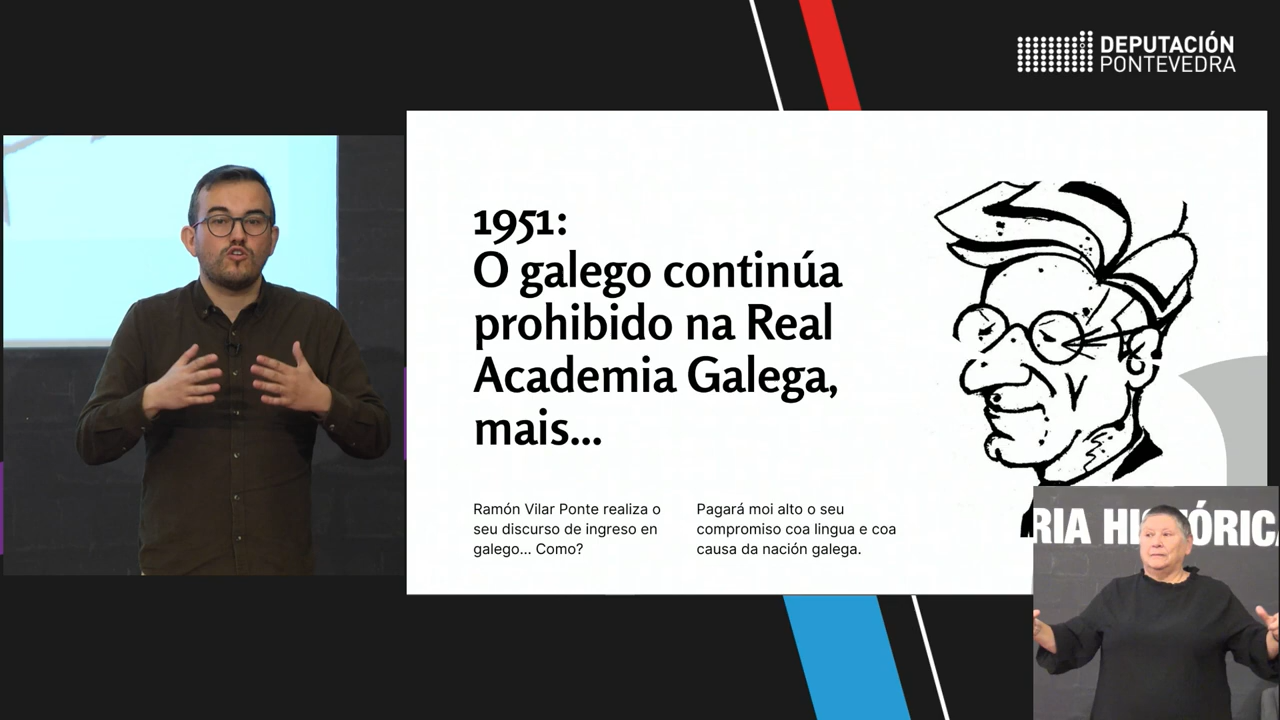 DEPUTACIÓN
PONTEVEDRA
1951:
O galego continúa
prohibido na Real
Academia Galega,
mais...
Ramón Vilar Ponte realiza o
seu discurso de ingreso en
galego... Como?
Pagará moi alto o seu
compromiso coa lingua e coa
causa da nación galega.
RIA HISTÓRICA